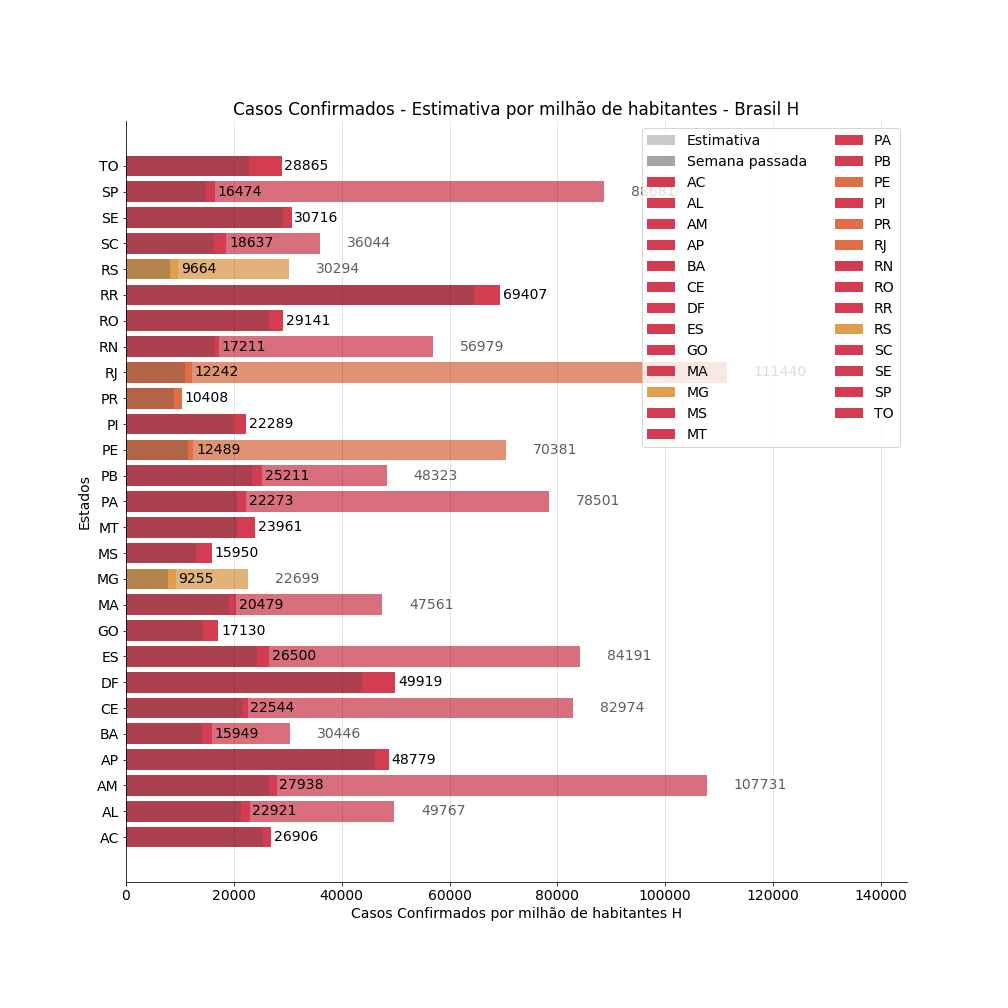 Casos Confirmados - Estimativa por milhão de habitantes - Brasil H
Estimativa
Semana passada
AC
AL
AM
AP
BA
CE
DF
ES
GO
MA
MG
MS
MT
PA
PB
PE
PI
PR
RJ
RN
RO
RR
RS
SC
SE
SP
TO
TO 28865
SP 16474
SE 30716
SC 18637 36044
RS 9664 30294
RR 69407
RO 29141
RN 17211 56979
RJ 12242 111440
PR 10408
PI 22289
PE 12489 70381
PB 25211 48323
PA 22273 78501
MT 23961
MS 15950
MG 9255 22699
MA 20479 47561
GO 17130
ES 26500 84191
DF 49919
CE 22544 82974
BA 15949 30446
AP 48779
AM 27938 107731
AL 22921 49767
AC 26906
Estados
0 20000 40000 60000 80000 100000 120000 140000
Casos Confirmados por milhão de habitantes H